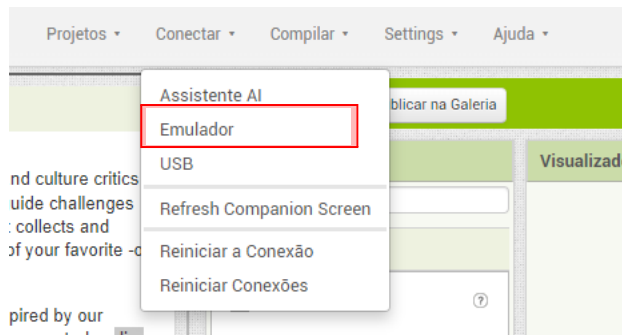 Projetos Conectar Compilar Settings Ajuda
Assistente AI
blicar na Galeria
Emulador
USB
Visualizad
nd culture critics
uide challenges
collects and
of your favorite -o
Refresh Companion Screen
Reiniciar a Conexão
Reiniciar Conexões
?
pired by our